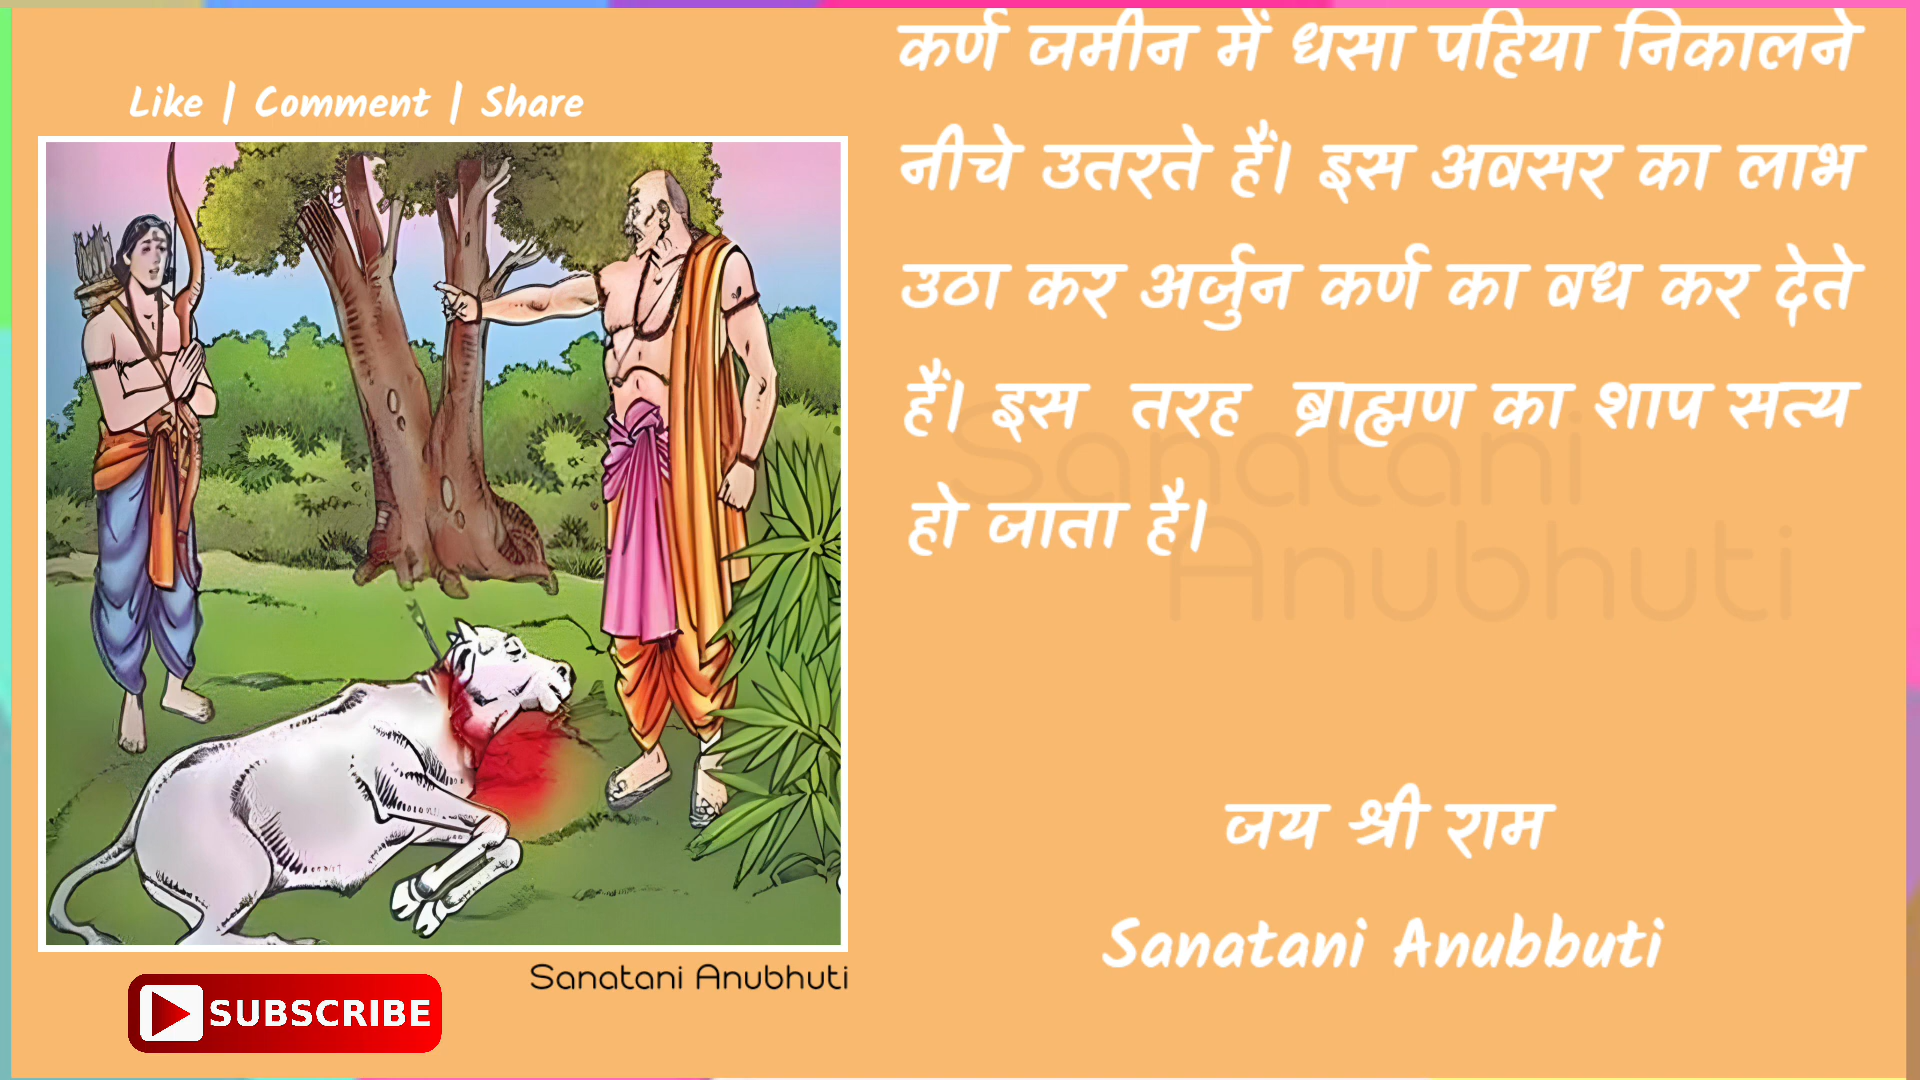 Like | Comment | Share
कर्ण जमीन में धसा पहिया निकालने
नीचे उतरते हैं। इस अवसर का लाभ
उठा कर अर्जुन कर्ण का वध कर देते
हैं। इस तरह ब्राह्मण का शाप सत्य
हो जाता है।
Sanatani
Anubhuti
जय श्री राम
Sanatani Anubbuti
Sanatani Anubhuti
SUBSCRIBE